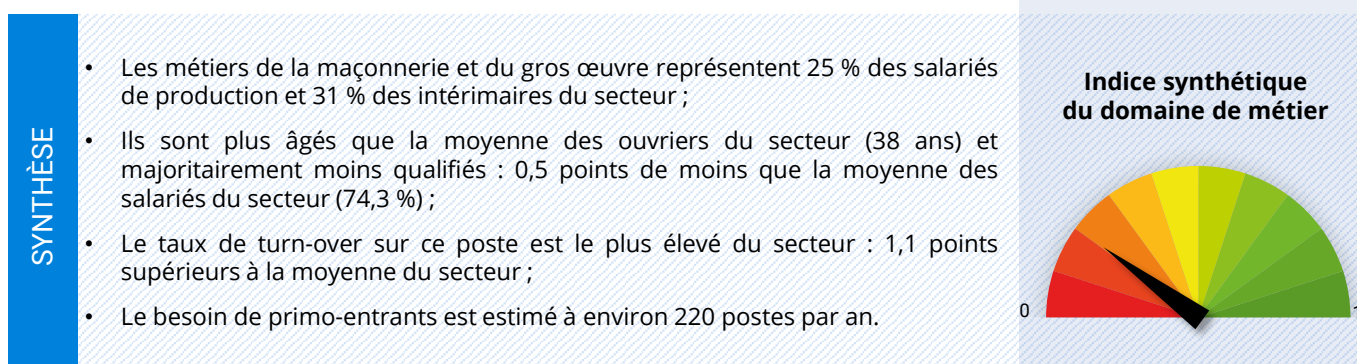 SYNTHÈSE
• Les métiers de la maçonnerie et du gros œuvre représentent 25 % des salariés
de production et 31 % des intérimaires du secteur ;
• Ils sont plus âgés que la moyenne des ouvriers du secteur (38 ans) et
majoritairement moins qualifiés : 0,5 points de moins que la moyenne des
salariés du secteur (74,3 %) ;
• Le taux de turn-over sur ce poste est le plus élevé du secteur : 1,1 points
supérieurs à la moyenne du secteur ;
• Le besoin de primo-entrants est estimé à environ 220 postes par an.
Indice synthétique
du domaine de métier
0